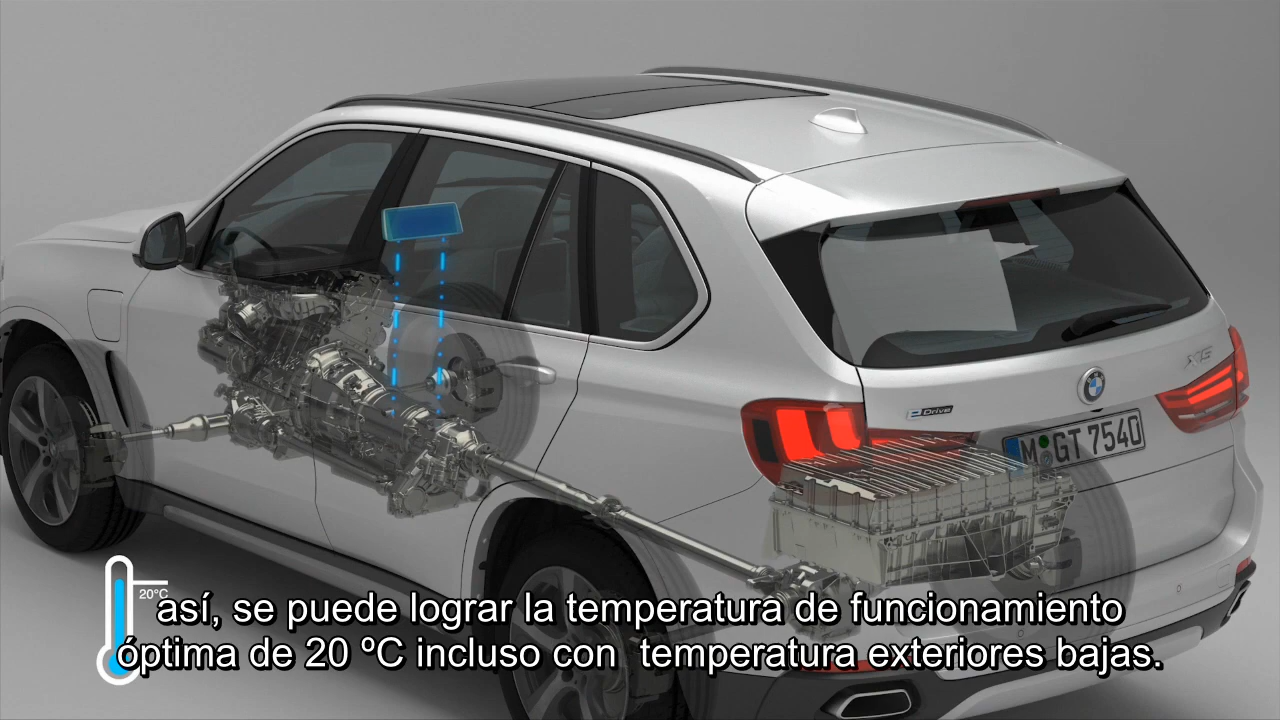 X5
eDrive
M GT 7540
20°C
así, se puede lograr la temperatura de funcionamiento
óptima de 20 ºC incluso con  temperatura exteriores bajas.